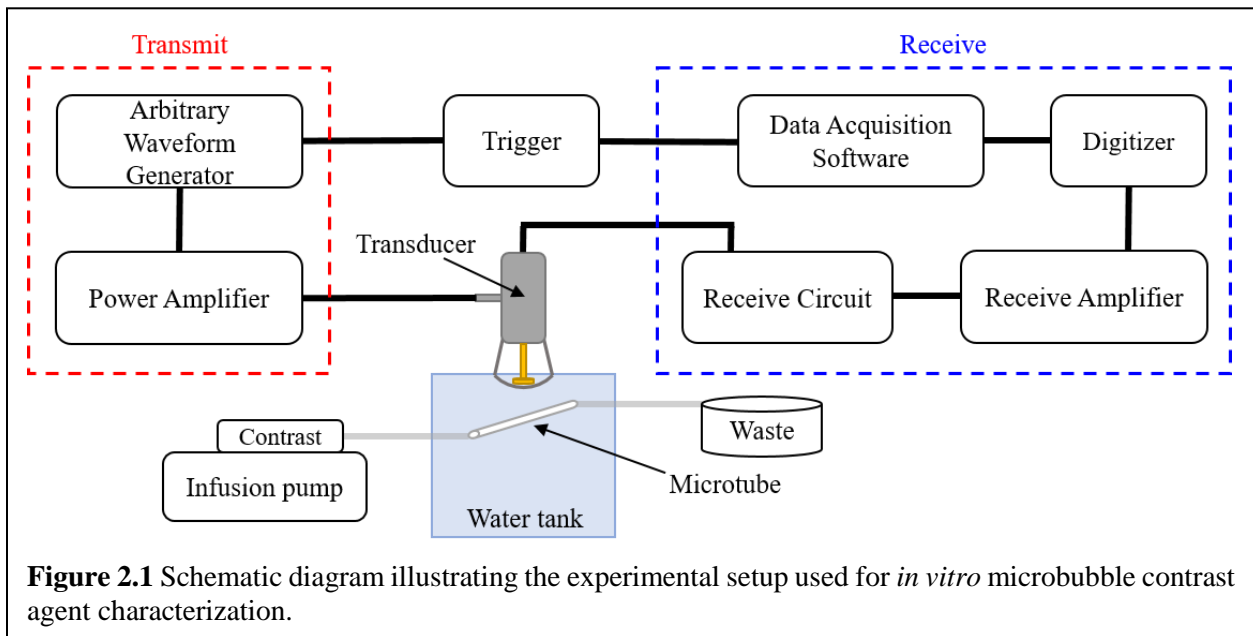 Transmit
Receive
Arbitrary
Waveform
Generator
Trigger
Data Acquisition
Software
Digitizer
Transducer
Power Amplifier
Receive Circuit
Receive Amplifier
Contrast
Infusion pump
Waste
Microtube
Water tank
Figure 2.1 Schematic diagram illustrating the experimental setup used for in vitro microbubble contrast
agent characterization.